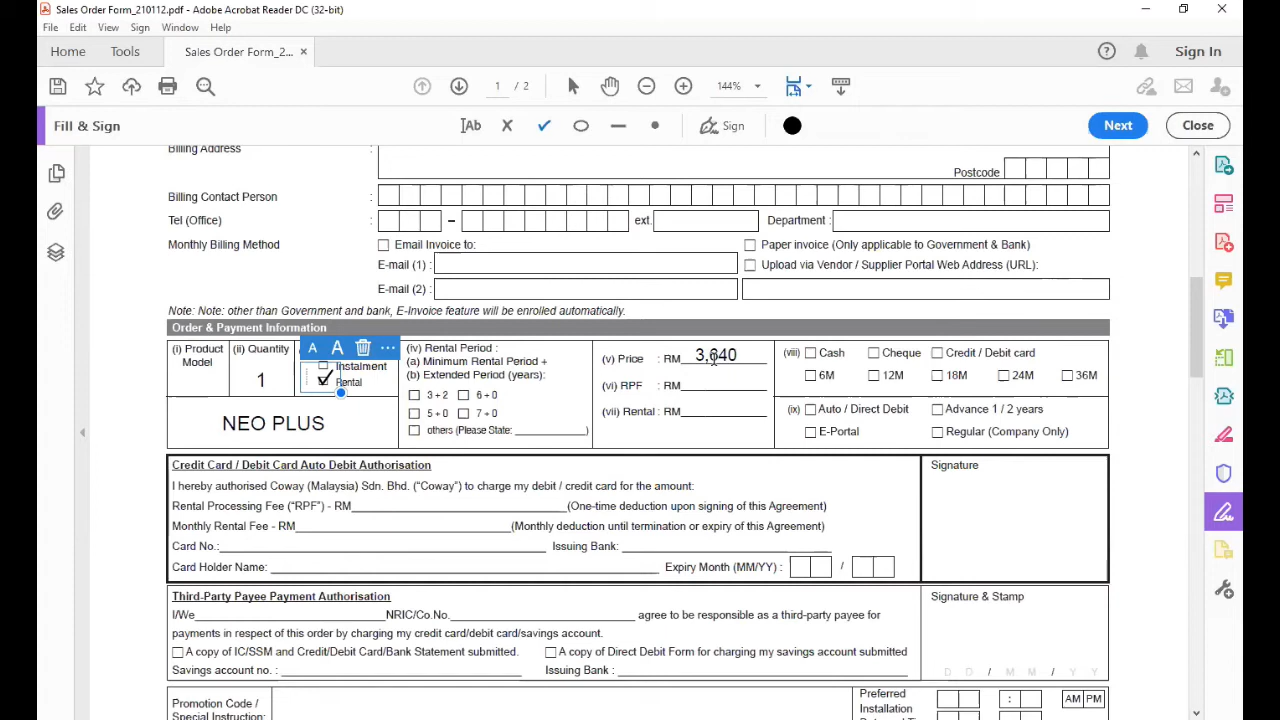 Sales Order Form_210112.pdf - Adobe Acrobat Reader DC (32-bit)
File Edit View Sign Window Help
Home Tools Sales Order Form_2... × Sign In
1 / 2 144%
Fill & Sign Ab Sign Next Close
Billing Address :
Postcode
Billing Contact Person :
Tel (Office) : – ext. Department :
Monthly Billing Method : Email Invoice to: Paper invoice (Only applicable to Government & Bank)
E-mail (1) : Upload via Vendor / Supplier Portal Web Address (URL):
E-mail (2) :
Note: Note: other than Government and bank, E-Invoice feature will be enrolled automatically.
Order & Payment Information
(i) Product Model (ii) Quantity A A ...
1
Instalment
Rental
NEO PLUS
(iv) Rental Period :
(a) Minimum Rental Period +
(b) Extended Period (years):
3 + 2 6 + 0
5 + 0 7 + 0
others (Please State: )
(v) Price : RM 3,640
(vi) RPF : RM
(vii) Rental : RM
(viii) Cash Cheque Credit / Debit card
6M 12M 18M 24M 36M
(ix) Auto / Direct Debit Advance 1 / 2 years
E-Portal Regular (Company Only)
Credit Card / Debit Card Auto Debit Authorisation
I hereby authorised Coway (Malaysia) Sdn. Bhd. (“Coway”) to charge my debit / credit card for the amount:
Rental Processing Fee (“RPF”) - RM (One-time deduction upon signing of this Agreement)
Monthly Rental Fee - RM (Monthly deduction until termination or expiry of this Agreement)
Card No.: Issuing Bank:
Card Holder Name: Expiry Month (MM/YY) : /
Signature
Third-Party Payee Payment Authorisation
I/We NRIC/Co.No. agree to be responsible as a third-party payee for
payments in respect of this order by charging my credit card/debit card/savings account.
A copy of IC/SSM and Credit/Debit Card/Bank Statement submitted. A copy of Direct Debit Form for charging my savings account submitted
Savings account no. : Issuing Bank :
Signature & Stamp
D D / M M / Y Y
Promotion Code /
Special Instruction:
Preferred
Installation
: AM PM